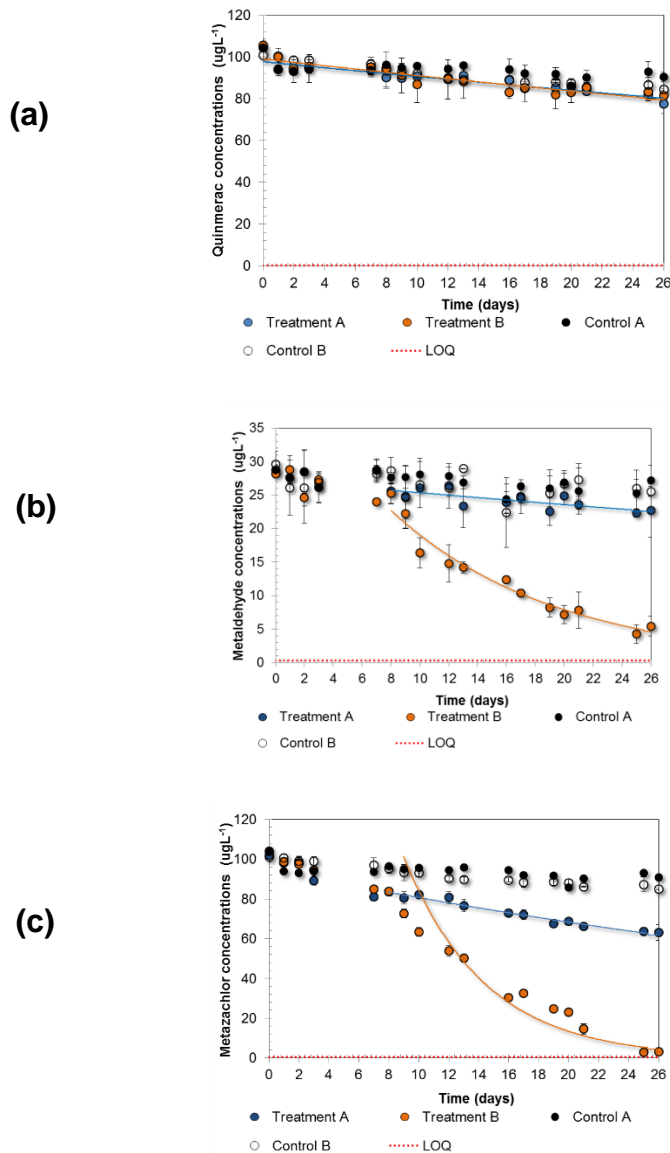 (a)
Quinmerac concentrations (ugL-1)
120
100
80
60
40
20
0
0 2 4 6 8 10 12 14 16 18 20 22 24 26
Time (days)
Treatment A Treatment B Control A
Control B LOQ
(b)
Metaldehyde concentrations (ugL-1)
35
30
25
20
15
10
5
0
0 2 4 6 8 10 12 14 16 18 20 22 24 26
Time (days)
Treatment A Treatment B Control A
Control B LOQ
(c)
Metazachlor concentrations (ugL-1)
120
100
80
60
40
20
0
0 2 4 6 8 10 12 14 16 18 20 22 24 26
Time (days)
Treatment A Treatment B Control A
Control B LOQ